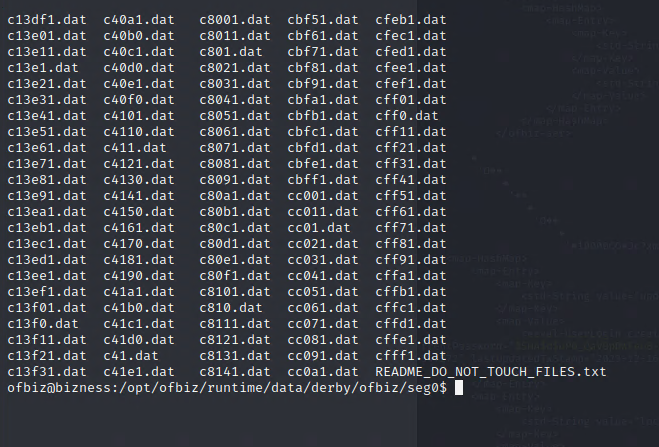 c13df1.dat c40a1.dat c8001.dat cbf51.dat cfeb1.dat
c13e01.dat c40b0.dat c8011.dat cbf61.dat cfec1.dat
c13e11.dat c40c1.dat c801.dat cbf71.dat cfed1.dat
c13e1.dat c40d0.dat c8021.dat cbf81.dat cfee1.dat
c13e21.dat c40e1.dat c8031.dat cbf91.dat cfef1.dat
c13e31.dat c40f0.dat c8041.dat cbfa1.dat cff01.dat
c13e41.dat c4101.dat c8051.dat cbfb1.dat cff0.dat
c13e51.dat c4110.dat c8061.dat cbfc1.dat cff11.dat
c13e61.dat c411.dat c8071.dat cbfd1.dat cff21.dat
c13e71.dat c4121.dat c8081.dat cbfe1.dat cff31.dat
c13e81.dat c4130.dat c8091.dat cbff1.dat cff41.dat
c13e91.dat c4141.dat c80a1.dat cc001.dat cff51.dat
c13ea1.dat c4150.dat c80b1.dat cc011.dat cff61.dat
c13eb1.dat c4161.dat c80c1.dat cc01.dat cff71.dat
c13ec1.dat c4170.dat c80d1.dat cc021.dat cff81.dat
c13ed1.dat c4181.dat c80e1.dat cc031.dat cff91.dat
c13ee1.dat c4190.dat c80f1.dat cc041.dat cffa1.dat
c13ef1.dat c41a1.dat c8101.dat cc051.dat cffb1.dat
c13f01.dat c41b0.dat c810.dat cc061.dat cffc1.dat
c13f0.dat c41c1.dat c8111.dat cc071.dat cffd1.dat
c13f11.dat c41d0.dat c8121.dat cc081.dat cffe1.dat
c13f21.dat c41.dat c8131.dat cc091.dat cfff1.dat
c13f31.dat c41e1.dat c8141.dat cc0a1.dat README_DO_NOT_TOUCH_FILES.txt
ofbiz@bizness:/opt/ofbiz/runtime/data/derby/ofbiz/seg0$